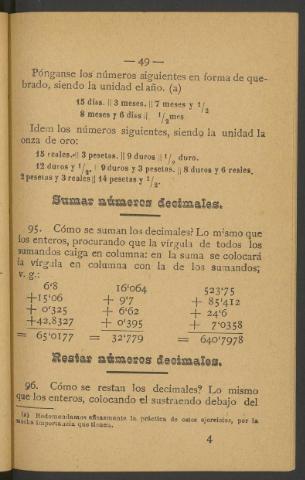 — 49 —
Pónganse los números siguientes en forma de que-
brado, siendo la unidad el año. (a)
15 días. || 3 meses. || 7 meses y 1/2
8 meses y 6 días || 1/2 mes
Idem los números siguientes, siendo la unidad la
onza de oro:
15 reales. || 3 pesetas. || 9 duros || 1/2 duro.
12 duros y 1/2. || 9 duros y 3 pesetas. || 8 duros y 6 reales.
2 pesetas y 3 reales || 14 pesetas y 1/2.
Sumar números decimales.
95. Cómo se suman los decimales? Lo mismo que
los enteros, procurando que la vírgula de todos los
sumandos caiga en columna: en la suma se colocará
la vírgula en columna con la de los sumandos;
v. g.:
6'8 16'064 523'75
+15'06 + 9'7 + 85'412
+ 0'325 + 6'62 + 24'6
+42,8327 + 0'395 + 7'0358
= 65'0177 = 32'779 = 640'7978
Restar números decimales.
96. Cómo se restan los decimales? Lo mismo
que los enteros, colocando el sustraendo debajo del
(a) Recomendamos eficazmente la práctica de estos ejercicios, por la
mucha importancia que tienen.
4